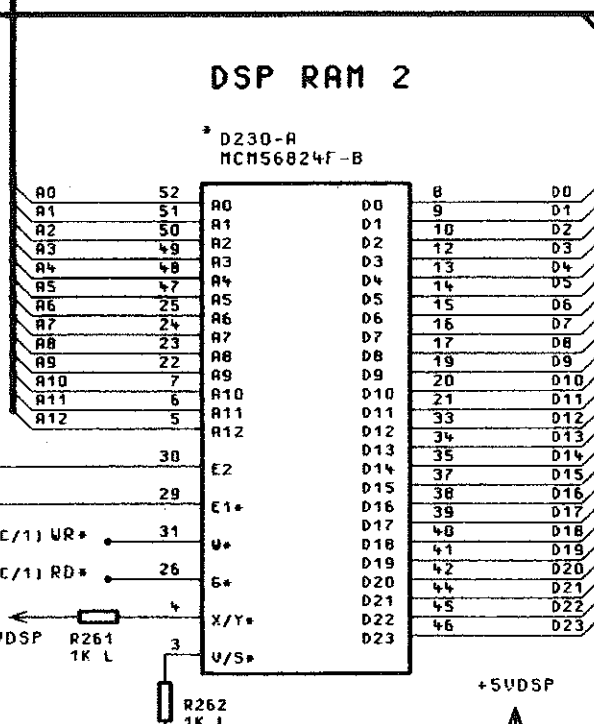 DSP RAM 2
* D230-A
MCM56824F-B
A0 52 A0 D0 8 D0
A1 51 A1 D1 9 D1
A2 50 A2 D2 10 D2
A3 49 A3 D3 12 D3
A4 48 A4 D4 13 D4
A5 47 A5 D5 14 D5
A6 25 A6 D6 15 D6
A7 24 A7 D7 16 D7
A8 23 A8 D8 17 D8
A9 22 A9 D9 19 D9
A10 7 A10 D10 20 D10
A11 6 A11 D11 21 D11
A12 5 A12 D12 33 D12
D13 34 D13
30 E2 D14 35 D14
D15 37 D15
29 E1* D16 38 D16
D17 39 D17
C/1) WR* 31 W* D18 40 D18
D19 41 D19
C/1) RD* 26 G* D20 42 D20
D21 44 D21
4 X/Y* D22 45 D22
VDSP R261 D23 46 D23
1K L
3 V/S*
+5VDSP
R262
1K L